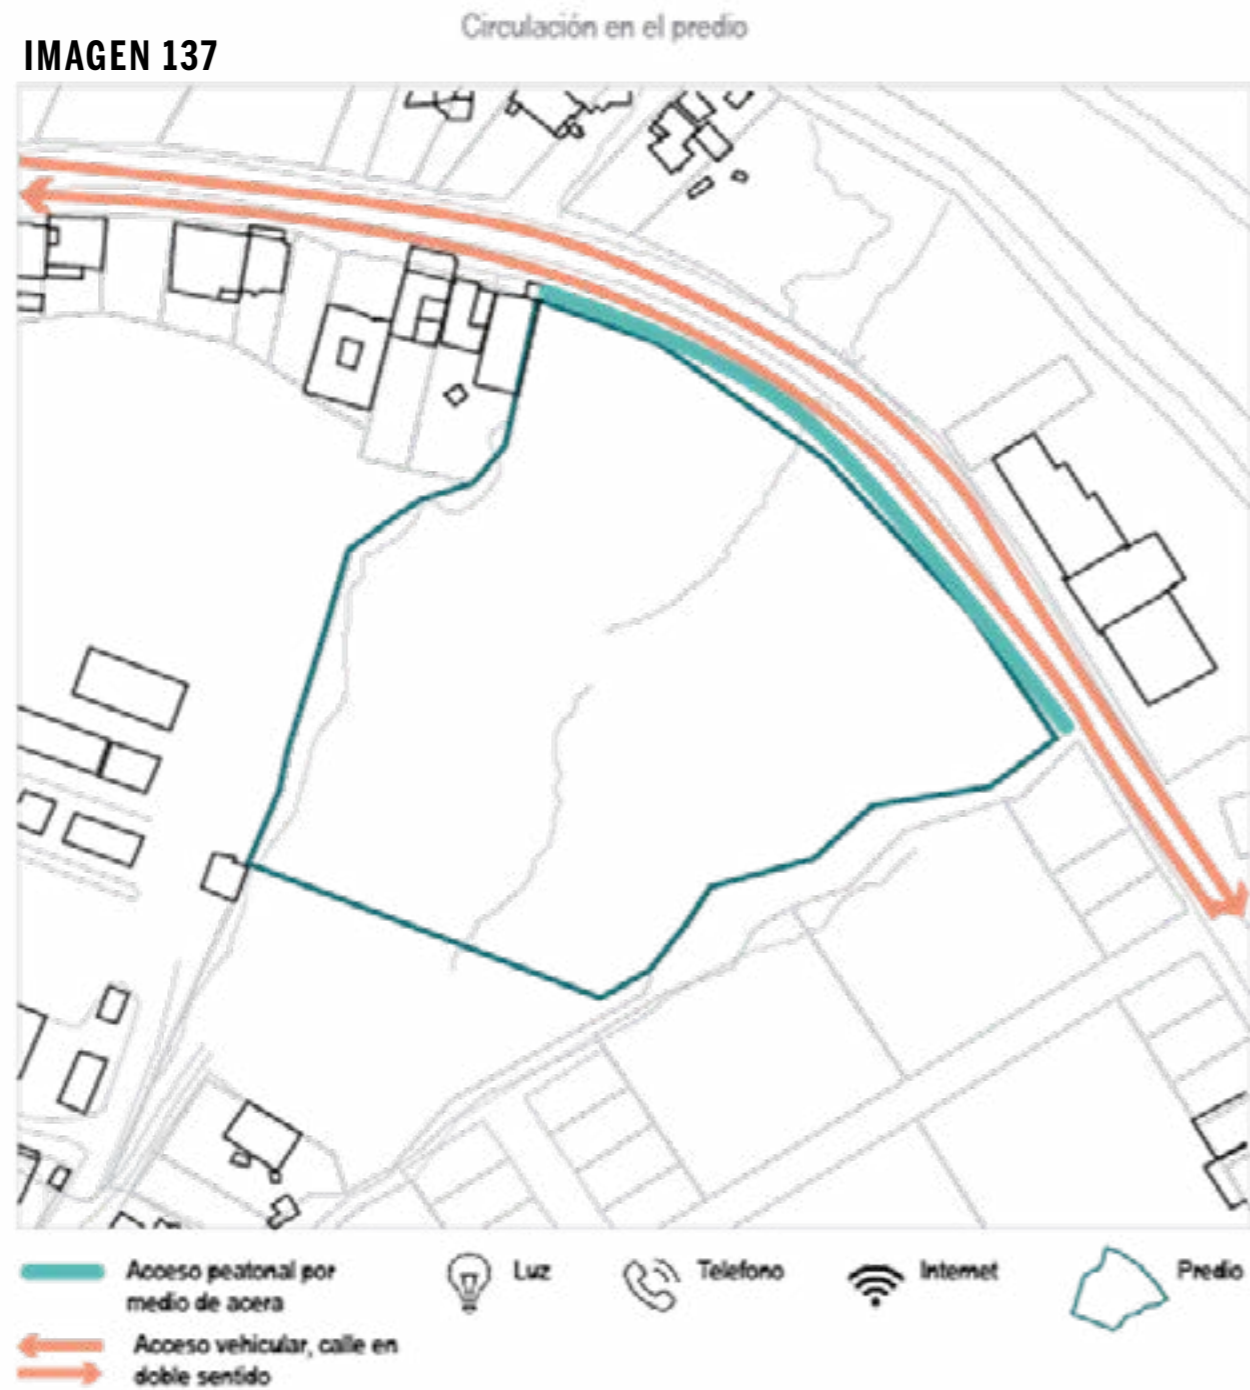 Circulación en el predio
IMAGEN 137
Acceso peatonal por
medio de acera
Luz
Telefono
Internet
Predio
Acceso vehicular, calle en
doble sentido